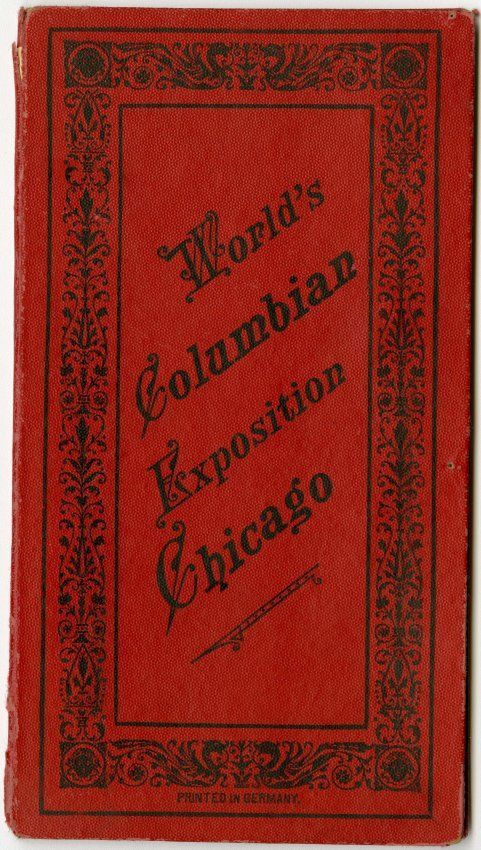 World's
Columbian
Exposition
Chicago
PRINTED IN GERMANY.